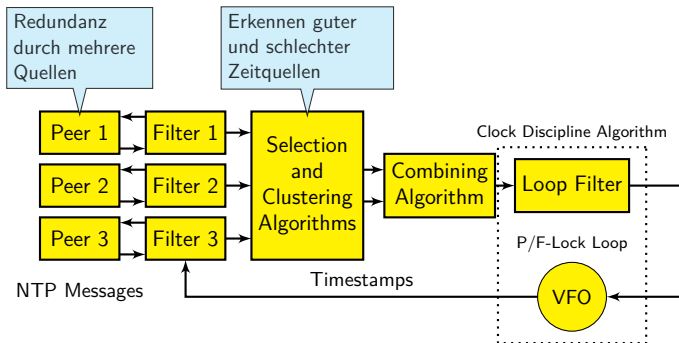 Redundanz
durch mehrere
Quellen
Erkennen guter
und schlechter
Zeitquellen
Peer 1
Filter 1
Peer 2
Filter 2
Peer 3
Filter 3
Selection
and
Clustering
Algorithms
Combining
Algorithm
Clock Discipline Algorithm
Loop Filter
P/F-Lock Loop
VFO
Timestamps
NTP Messages